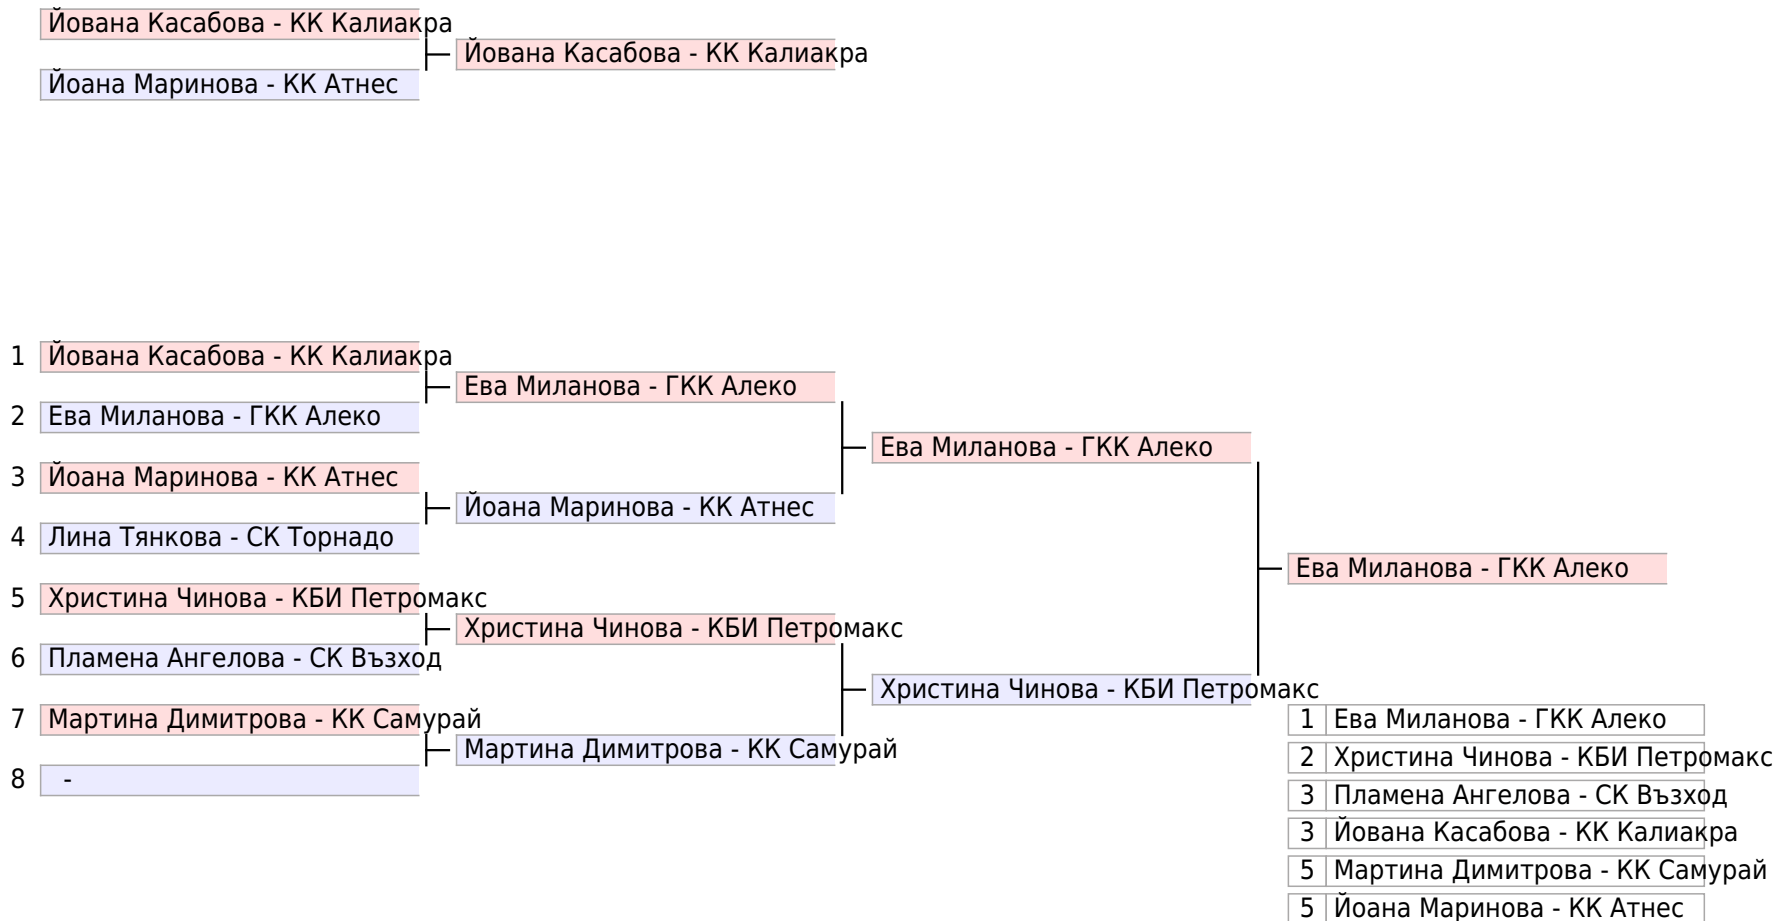 Йована Касабова - КК Калиакра
Йована Касабова - КК Калиакра
Йоана Маринова - КК Атнес
1 Йована Касабова - КК Калиакра
Ева Миланова - ГКК Алеко
2 Ева Миланова - ГКК Алеко
Ева Миланова - ГКК Алеко
3 Йоана Маринова - КК Атнес
Йоана Маринова - КК Атнес
4 Лина Тянкова - СК Торнадо
Ева Миланова - ГКК Алеко
5 Христина Чинова - КБИ Петромакс
Христина Чинова - КБИ Петромакс
6 Пламена Ангелова - СК Възход
Христина Чинова - КБИ Петромакс
7 Мартина Димитрова - КК Самурай
Мартина Димитрова - КК Самурай
8 -
1 Ева Миланова - ГКК Алеко
2 Христина Чинова - КБИ Петромакс
3 Пламена Ангелова - СК Възход
3 Йована Касабова - КК Калиакра
5 Мартина Димитрова - КК Самурай
5 Йоана Маринова - КК Атнес